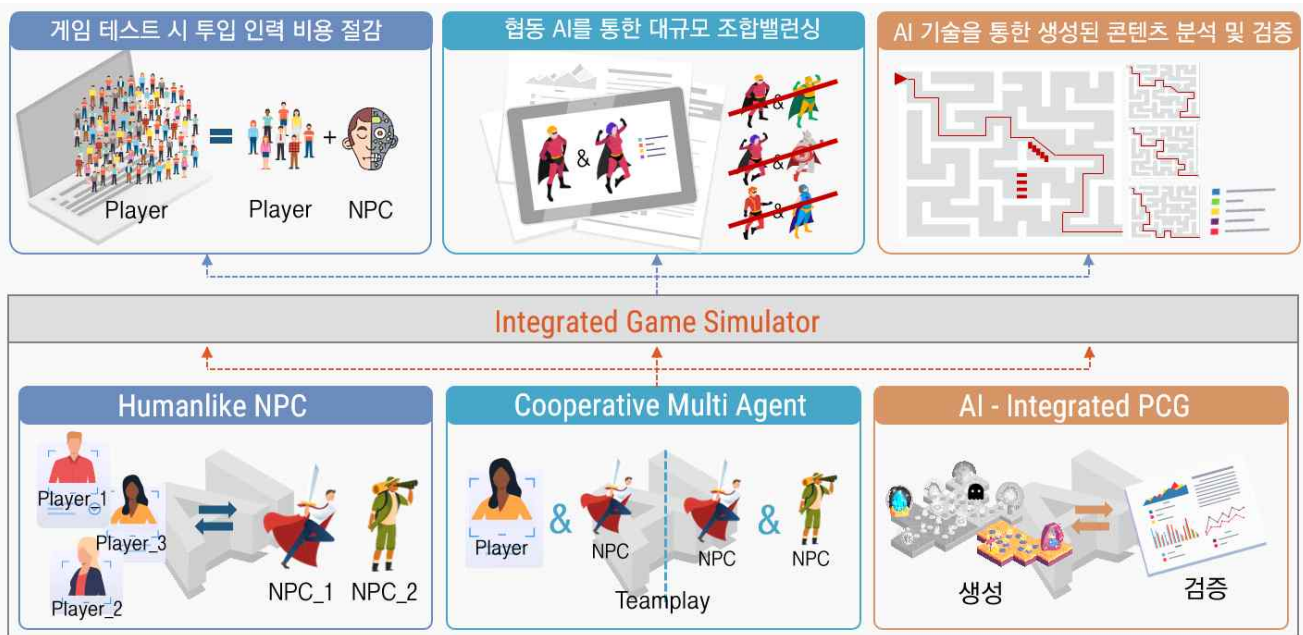 게임 테스트 시 투입 인력 비용 절감
협동 AI를 통한 대규모 조합밸런싱
AI 기술을 통한 생성된 콘텐츠 분석 및 검증
=
+
Player
Player
NPC
&
&
&
&
Integrated Game Simulator
Humanlike NPC
Cooperative Multi Agent
AI - Integrated PCG
Player_1
Player_3
Player_2
NPC_1
NPC_2
Player
&
NPC
NPC
&
NPC
Teamplay
생성
검증